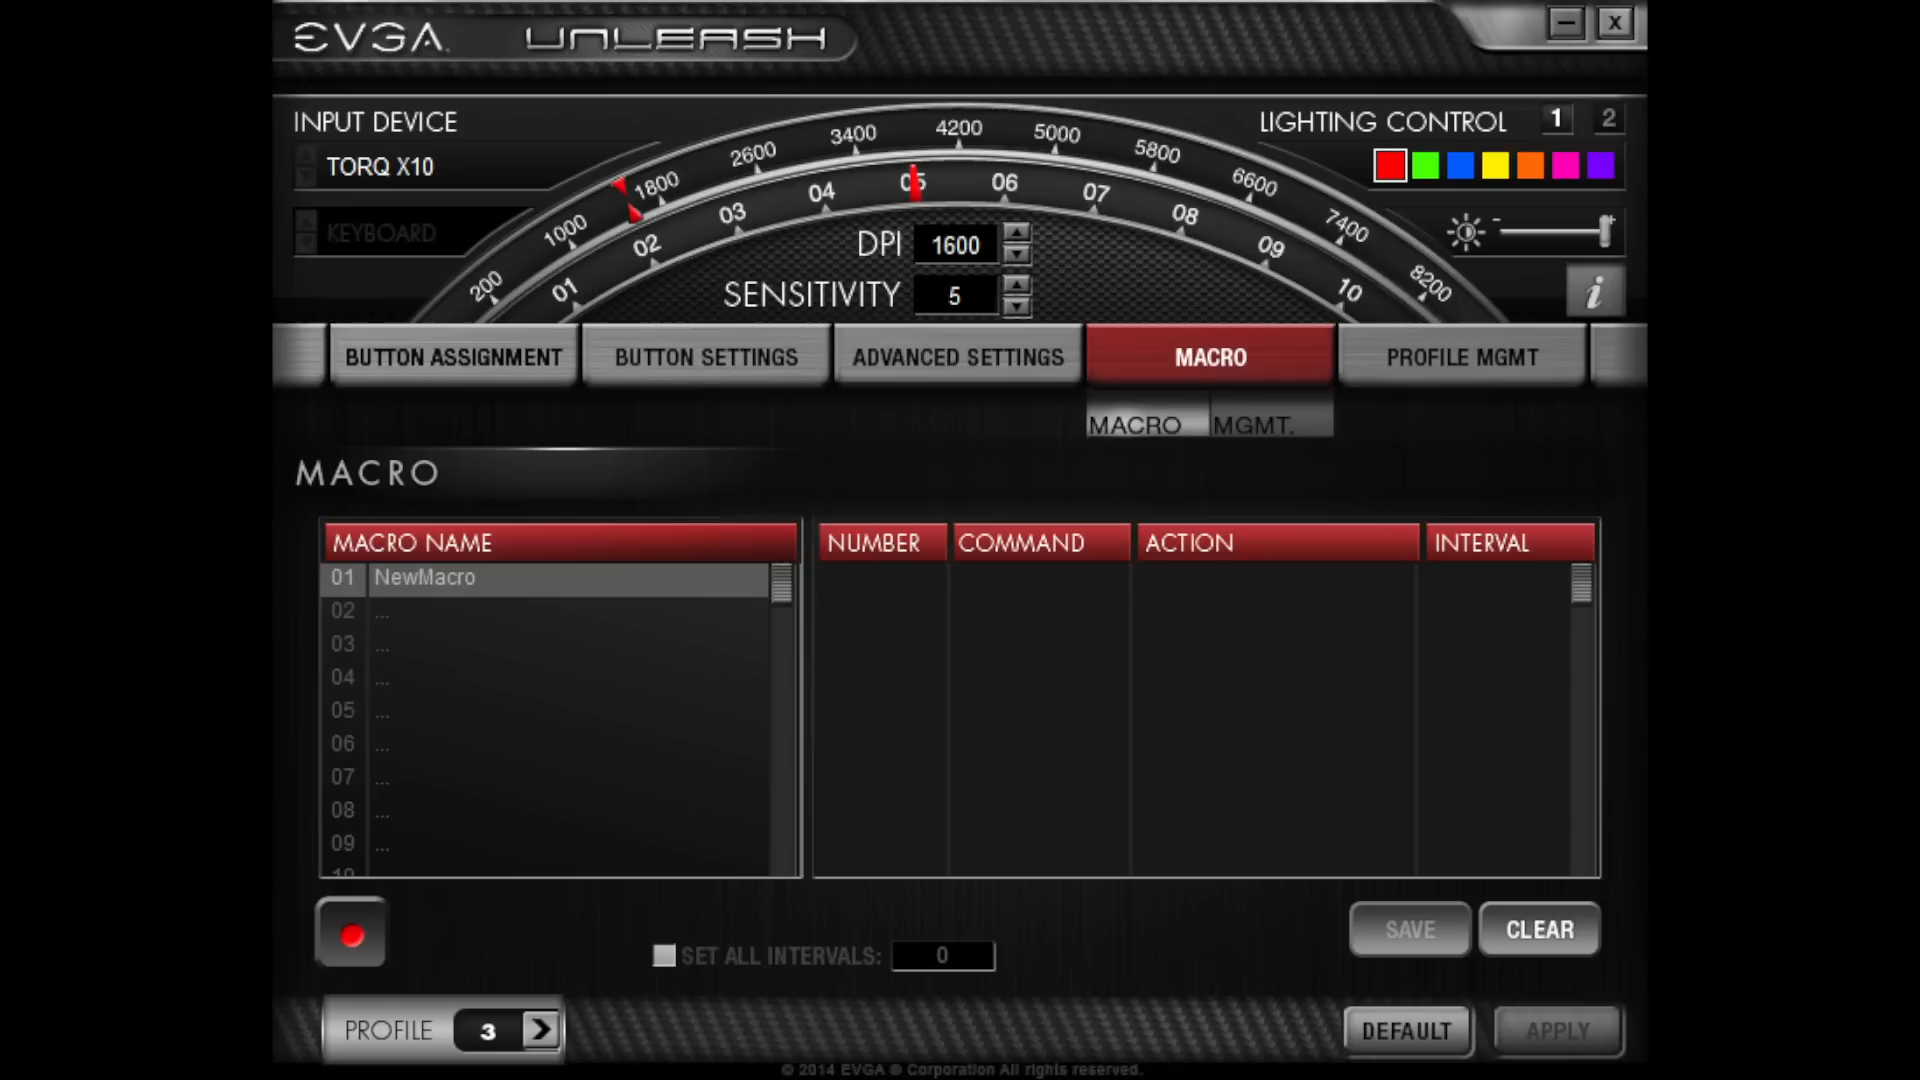 EVGA UNLEASH
- x
INPUT DEVICE
TORQ X10
KEYBOARD
200 1000 1800 2600 3400 4200 5000 5800 6600 7400 8200
01 02 03 04 05 06 07 08 09 10
DPI 1600
SENSITIVITY 5
LIGHTING CONTROL 1 2
- +
i
BUTTON ASSIGNMENT BUTTON SETTINGS ADVANCED SETTINGS MACRO PROFILE MGMT
MACRO MGMT.
MACRO
MACRO NAME NUMBER COMMAND ACTION INTERVAL
01 NewMacro
02 ...
03 ...
04 ...
05 ...
06 ...
07 ...
08 ...
09 ...
10
SET ALL INTERVALS: 0
SAVE CLEAR
PROFILE 3 >
DEFAULT APPLY
© 2014 EVGA ® Corporation All rights reserved.